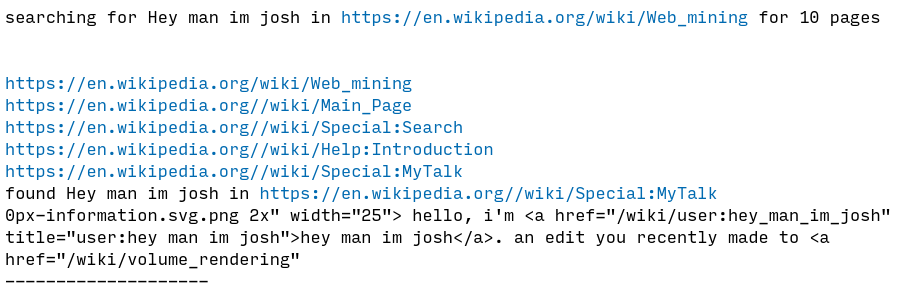 searching for Hey man im josh in https://en.wikipedia.org/wiki/Web_mining for 10 pages
https://en.wikipedia.org/wiki/Web_mining
https://en.wikipedia.org//wiki/Main_Page
https://en.wikipedia.org//wiki/Special:Search
https://en.wikipedia.org//wiki/Help:Introduction
https://en.wikipedia.org//wiki/Special:MyTalk
found Hey man im josh in https://en.wikipedia.org//wiki/Special:MyTalk
0px-information.svg.png 2x" width="25"> hello, i'm <a href="/wiki/user:hey_man_im_josh"
title="user:hey man im josh">hey man im josh</a>. an edit you recently made to <a
href="/wiki/volume_rendering"
--------------------